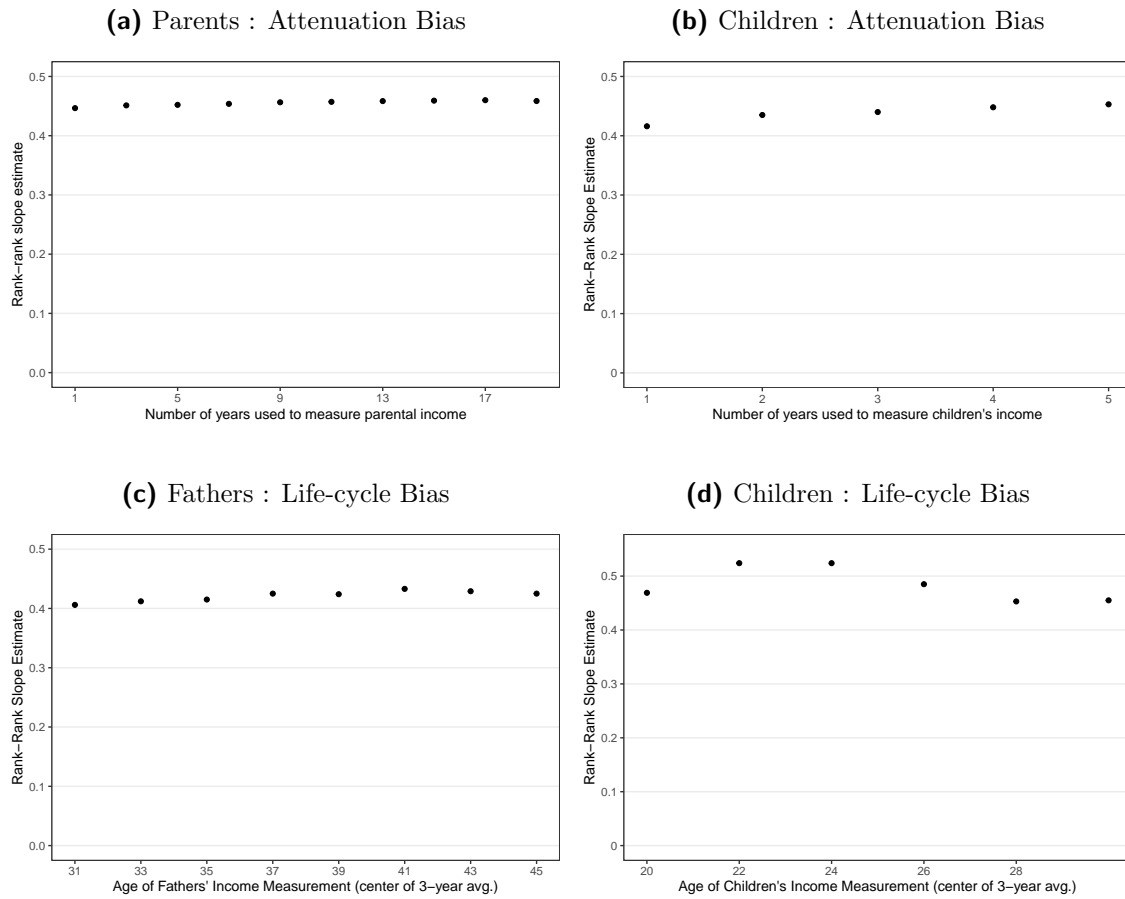 (a) Parents : Attenuation Bias
(b) Children : Attenuation Bias
Rank−rank slope estimate
0.5
0.4
0.3
0.2
0.1
0.0
1 5 9 13 17
Number of years used to measure parental income
Rank−Rank Slope Estimate
0.5
0.4
0.3
0.2
0.1
0
1 2 3 4 5
Number of years used to measure children's income
(c) Fathers : Life-cycle Bias
(d) Children : Life-cycle Bias
Rank−Rank Slope Estimate
0.5
0.4
0.3
0.2
0.1
0.0
31 33 35 37 39 41 43 45
Age of Fathers' Income Measurement (center of 3−year avg.)
Rank−Rank Slope Estimate
0.5
0.4
0.3
0.2
0.1
0
20 22 24 26 28
Age of Children's Income Measurement (center of 3−year avg.)